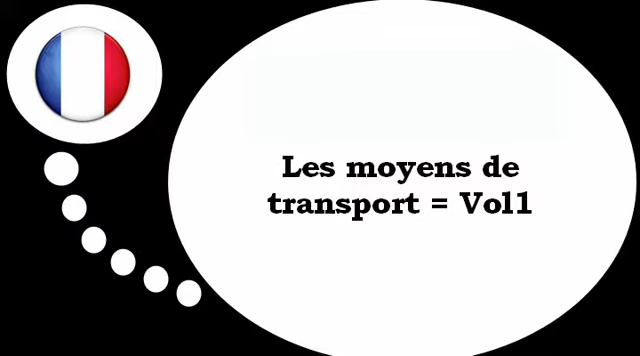 Les moyens de
transport = Vol1